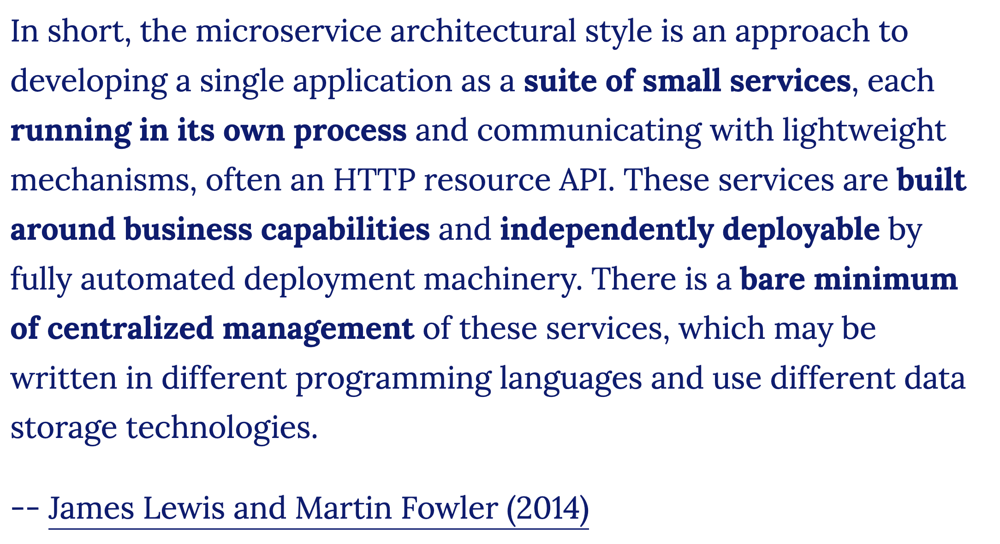 In short, the microservice architectural style is an approach to
developing a single application as a suite of small services, each
running in its own process and communicating with lightweight
mechanisms, often an HTTP resource API. These services are built
around business capabilities and independently deployable by
fully automated deployment machinery. There is a bare minimum
of centralized management of these services, which may be
written in different programming languages and use different data
storage technologies.
-- James Lewis and Martin Fowler (2014)